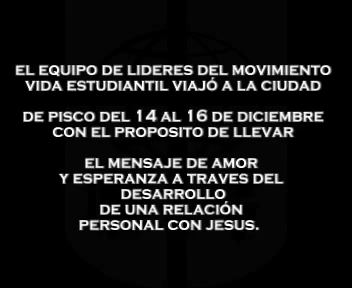 EL EQUIPO DE LIDERES DEL MOVIMIENTO
VIDA ESTUDIANTIL VIAJÓ A LA CIUDAD
DE PISCO DEL 14 AL 16 DE DICIEMBRE
CON EL PROPOSITO DE LLEVAR
EL MENSAJE DE AMOR
Y ESPERANZA A TRAVES DEL
DESARROLLO
DE UNA RELACIÓN
PERSONAL CON JESUS.